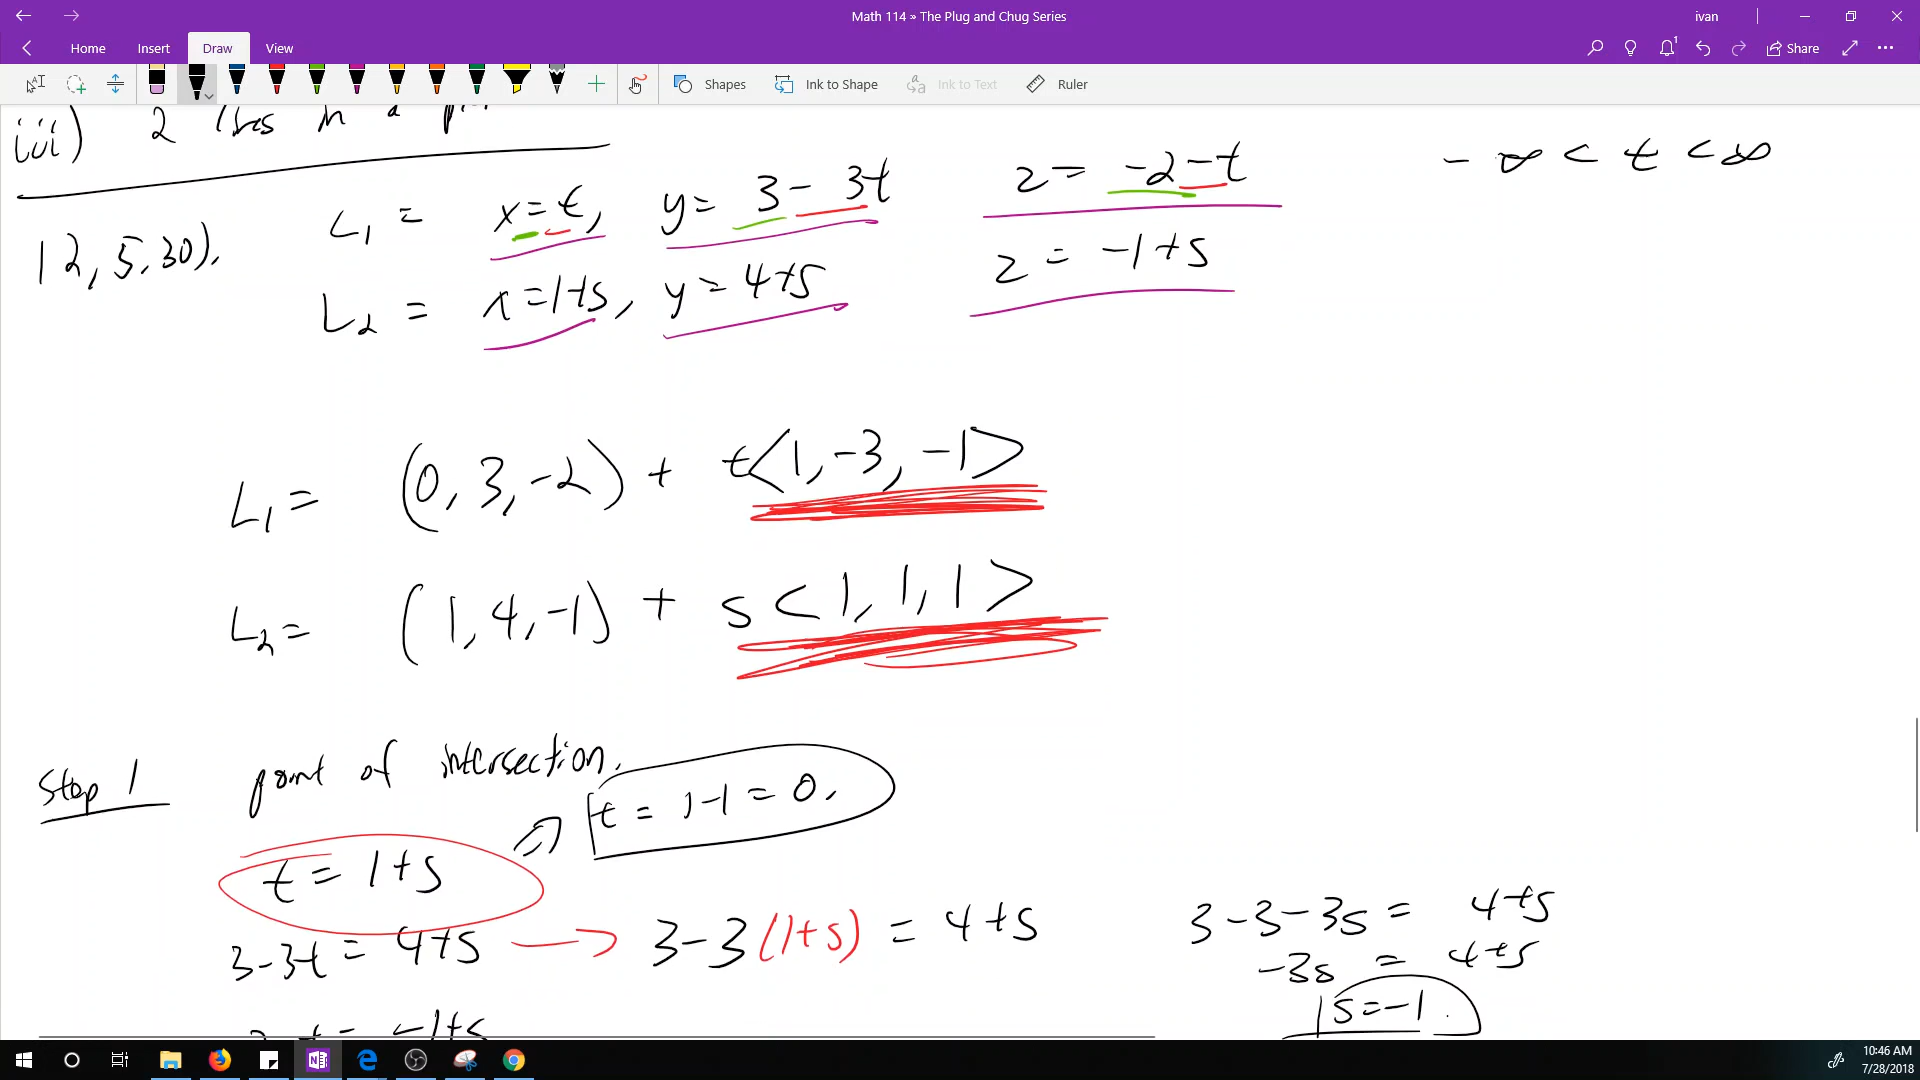 Math 114 » The Plug and Chug Series
ivan
Home Insert Draw View
1
Share
Shapes Ink to Shape Ink to Text Ruler
iii) 2 lines in a
L₁ = x = t, y = 3 - 3t z = -2 - t - ∞ < t < ∞
12, 5.30).
L₂ = x = 1+s, y = 4+s z = -1+s
L₁ = (0, 3, -2) + t<1, -3, -1>
L₂ = (1, 4, -1) + s<1, 1, 1>
Step 1 point of intersection.
t = 1-1 = 0.
t = 1+s
3-3t = 4+s → 3-3(1+s) = 4+s
3-3-3s = 4+s
-3s = 4+s
s = -1.
10:46 AM
7/28/2018